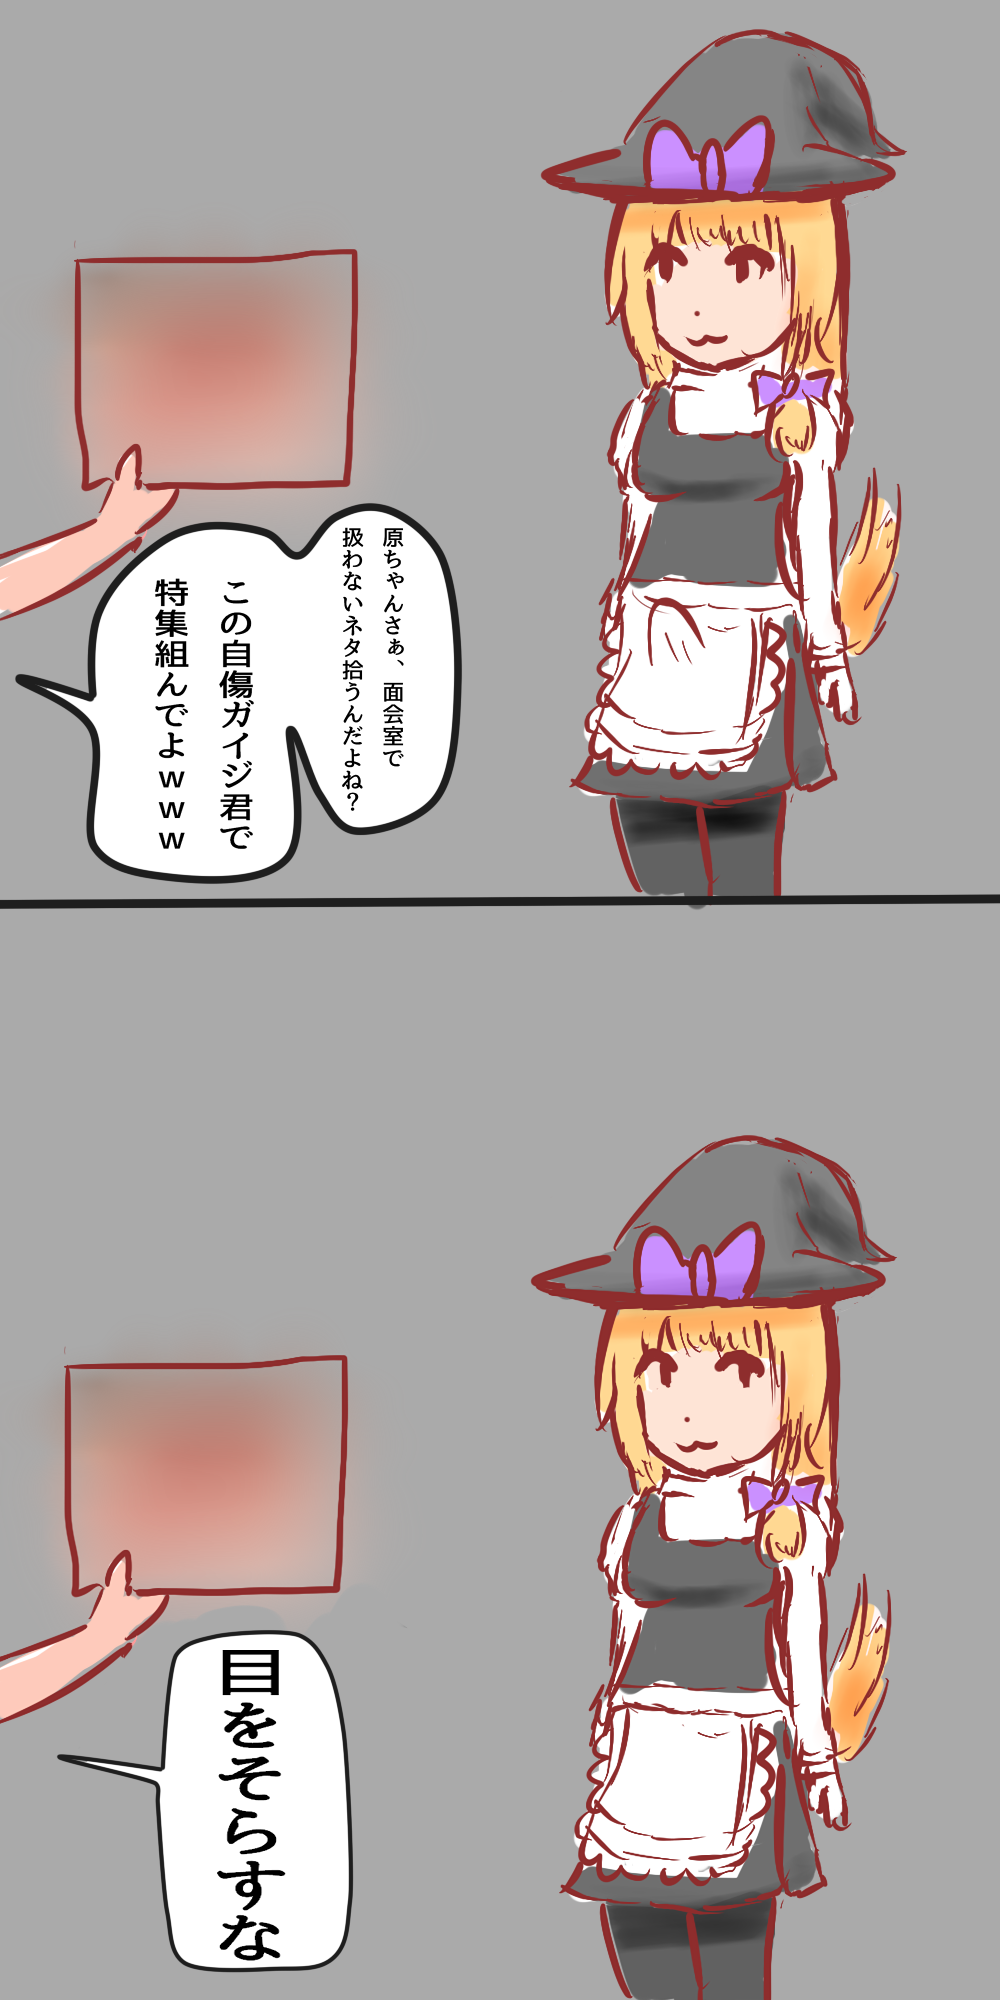 原ちゃんさぁ、面会室で
扱わないネタ拾うんだよね?
この自傷ガイジ君で
特集組んでよｗｗｗ
目をそらすな